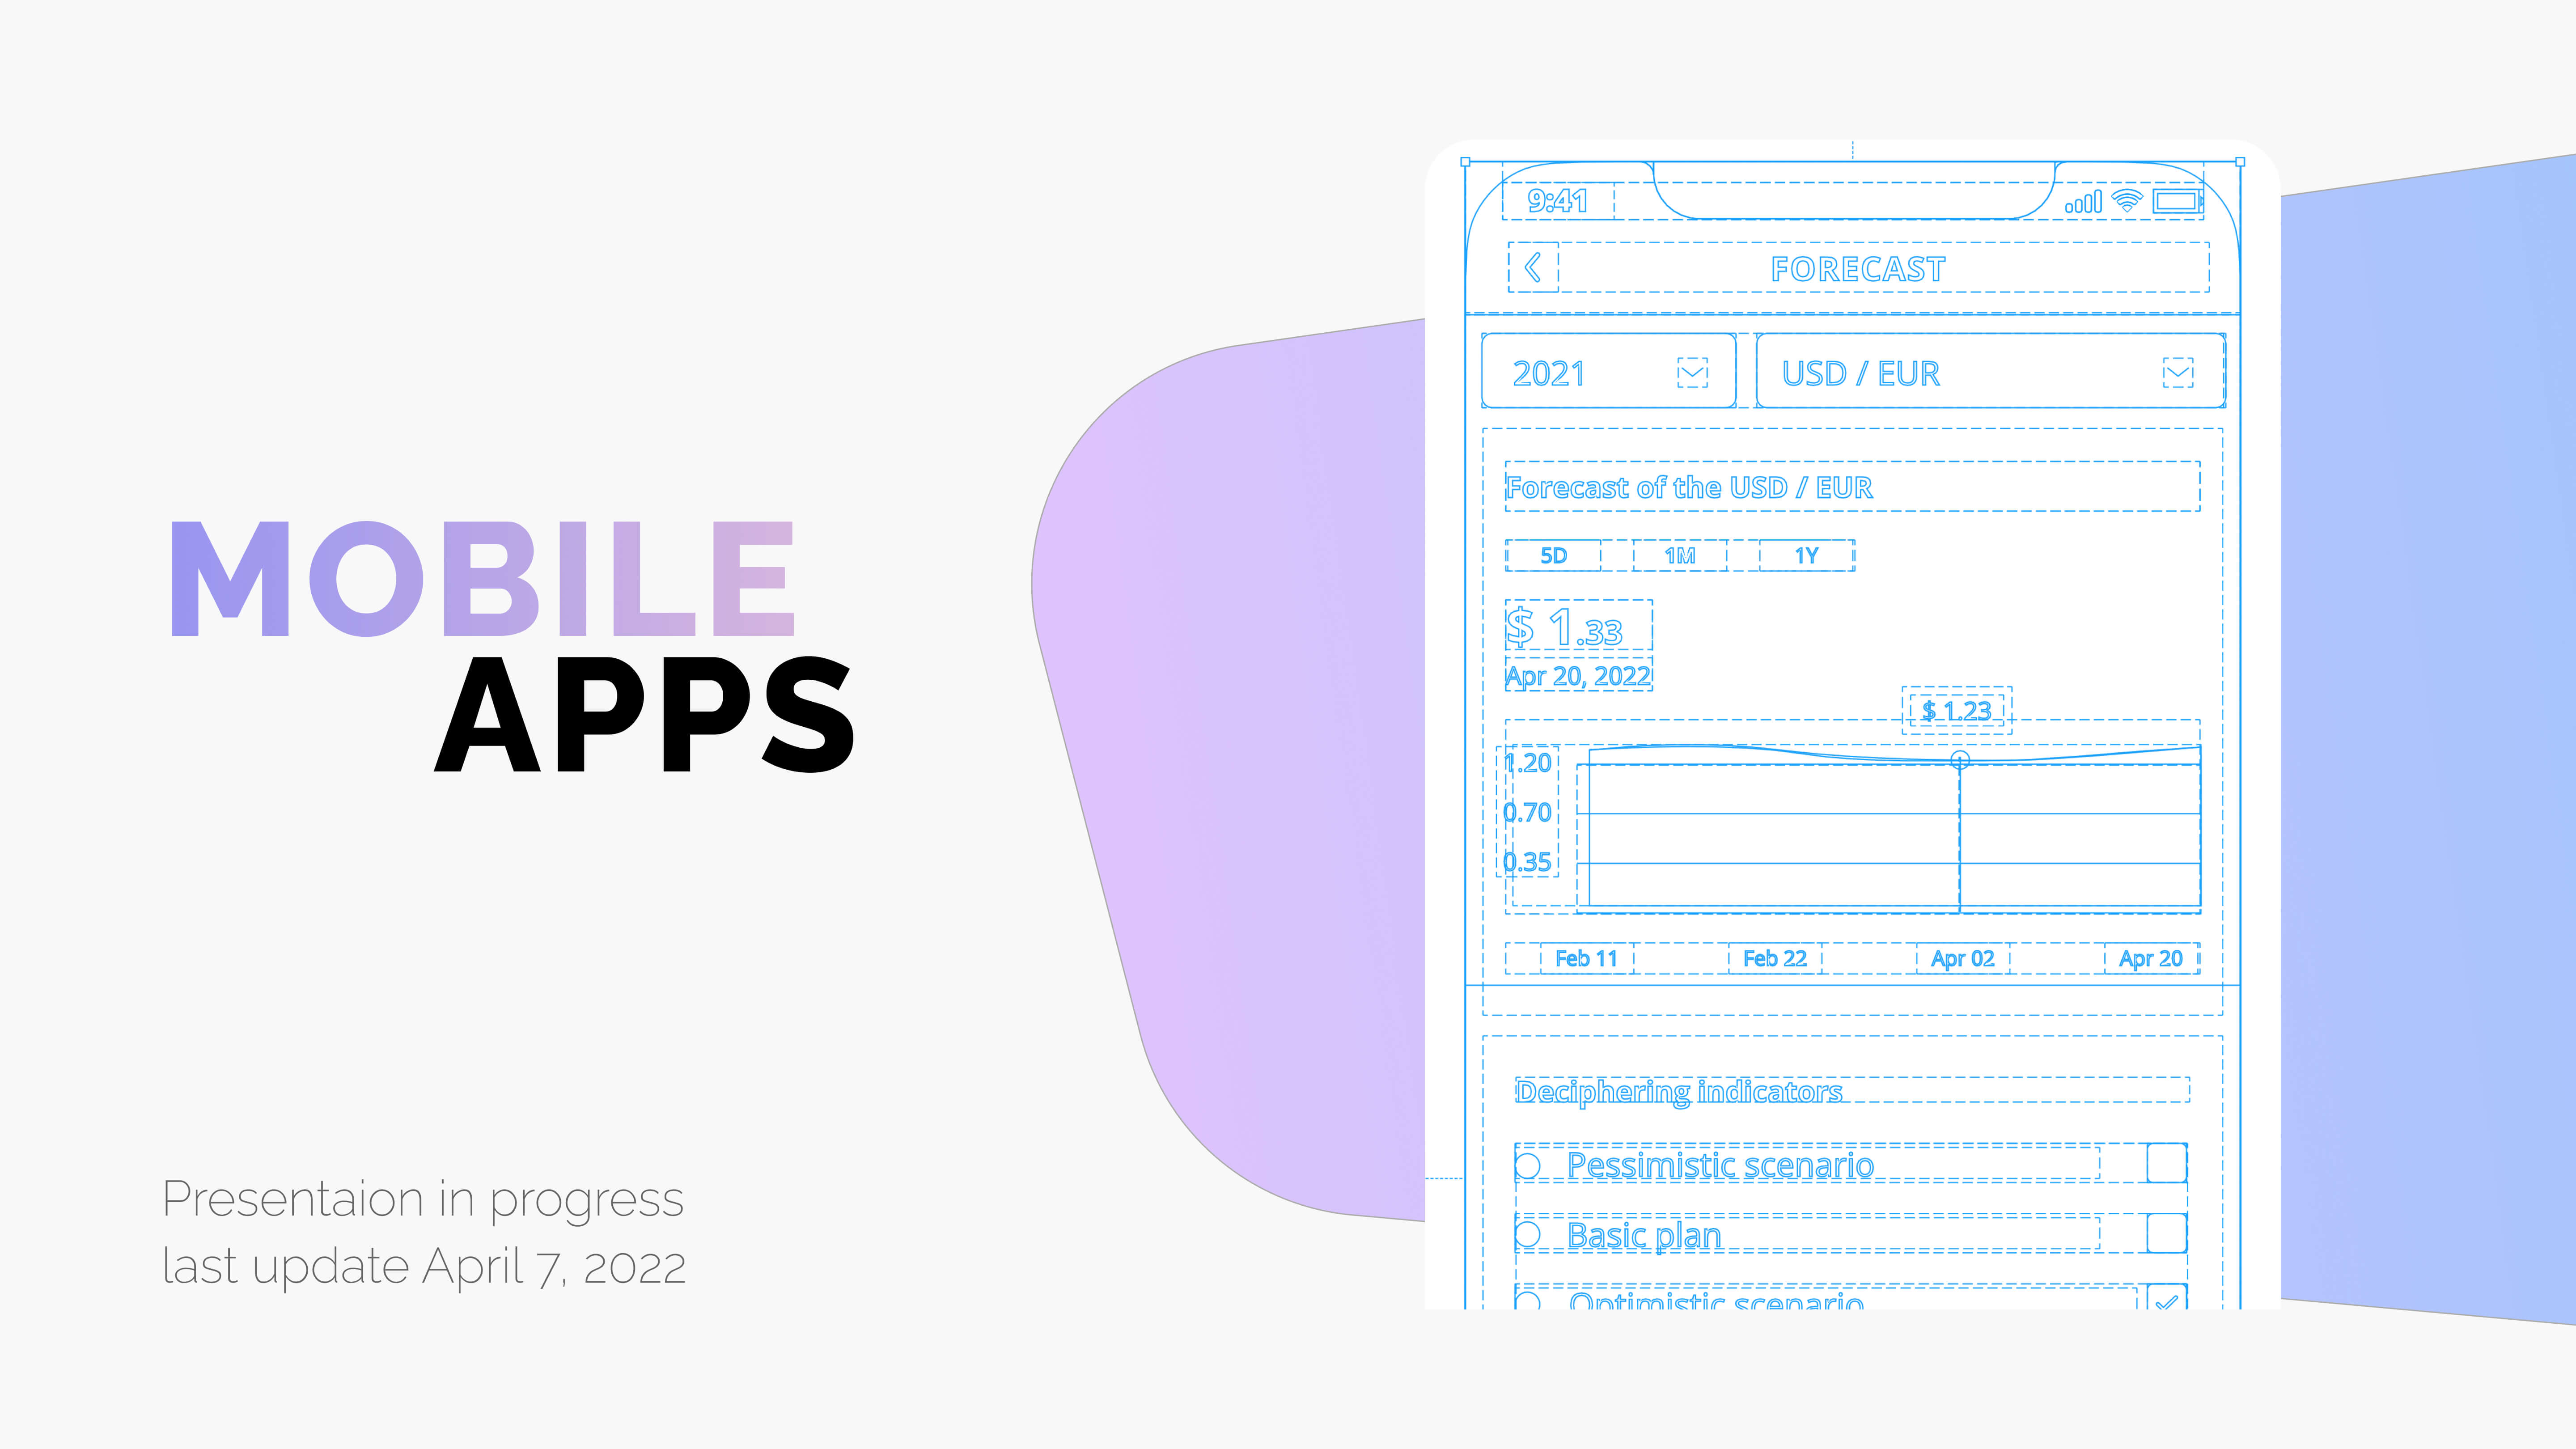 MOBILE
APPS
Presentaion in progress
last update April 7, 2022
9:41
FORECAST
2021
USD / EUR
Forecast of the USD / EUR
5D 1M 1Y
$ 1.33
Apr 20, 2022
$ 1.23
1.20
0.70
0.35
Feb 11 Feb 22 Apr 02 Apr 20
Deciphering indicators
Pessimistic scenario
Basic plan
Optimistic scenario